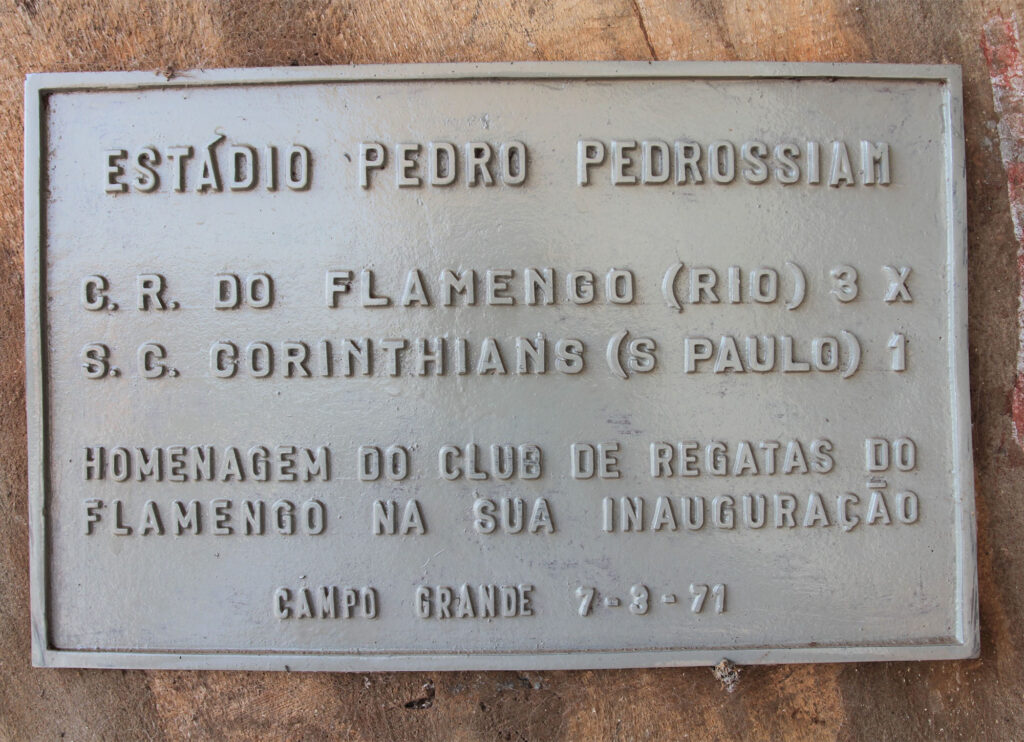 ESTÁDIO PEDRO PEDROSSIAM
C. R. DO FLAMENGO (RIO) 3 X
S. C. CORINTHIANS (S PAULO) 1
HOMENAGEM DO CLUB DE REGATAS DO
FLAMENGO NA SUA INAUGURAÇÃO
CAMPO GRANDE 7-3-71